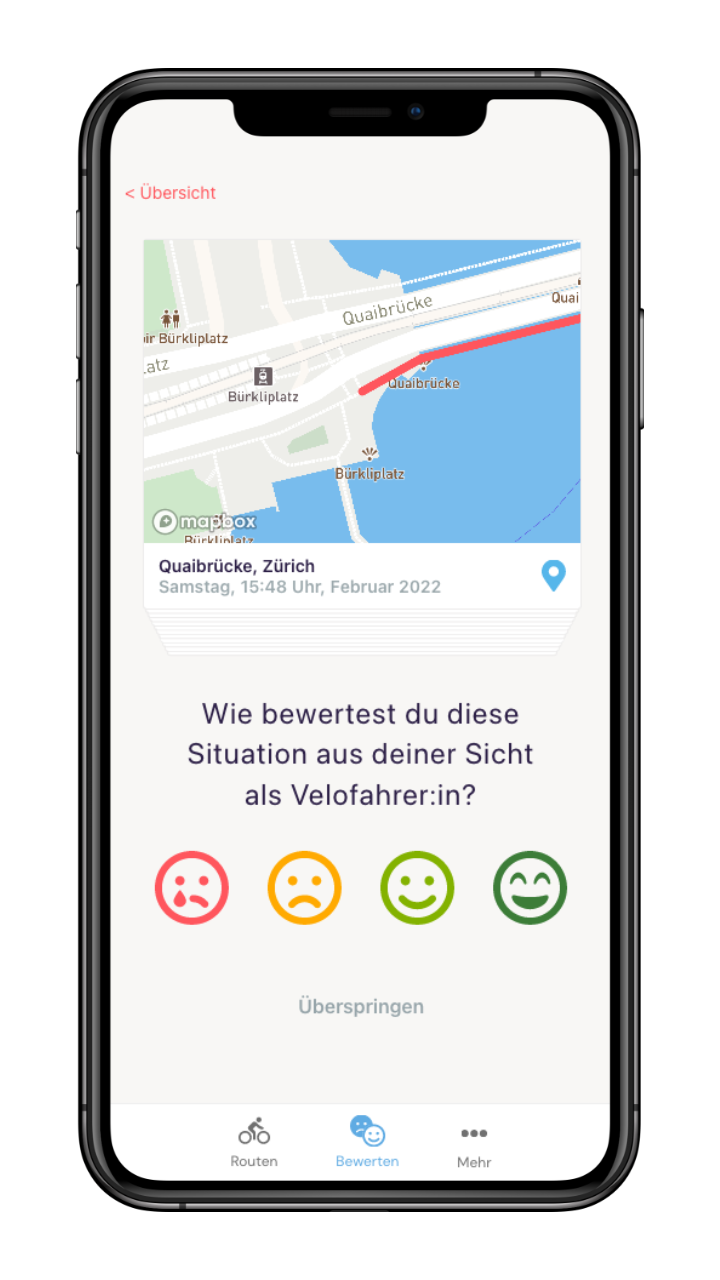 < Übersicht
Quaibrücke
Quai
ir Bürkliplatz
atz
Bürkliplatz
Quaibrücke
Bürkliplatz
mapbox
Bürkliplatz
Quaibrücke, Zürich
Samstag, 15:48 Uhr, Februar 2022
Wie bewertest du diese
Situation aus deiner Sicht
als Velofahrer:in?
Überspringen
Routen
Bewerten
Mehr